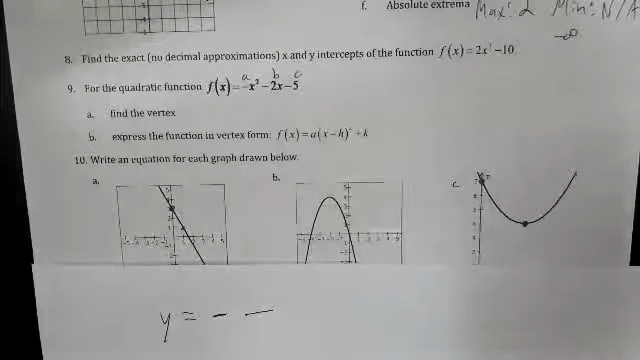 f. Absolute extrema Max: 2 Min: N/A
-∞
8. Find the exact (no decimal approximations) x and y intercepts of the function f(x) = 2x² − 10
9. For the quadratic function f(x) = −x² − 2x − 5
a b c
a. find the vertex
b. express the function in vertex form: f(x) = a(x − h)² + k
10. Write an equation for each graph drawn below.
a. b. c
y = − —